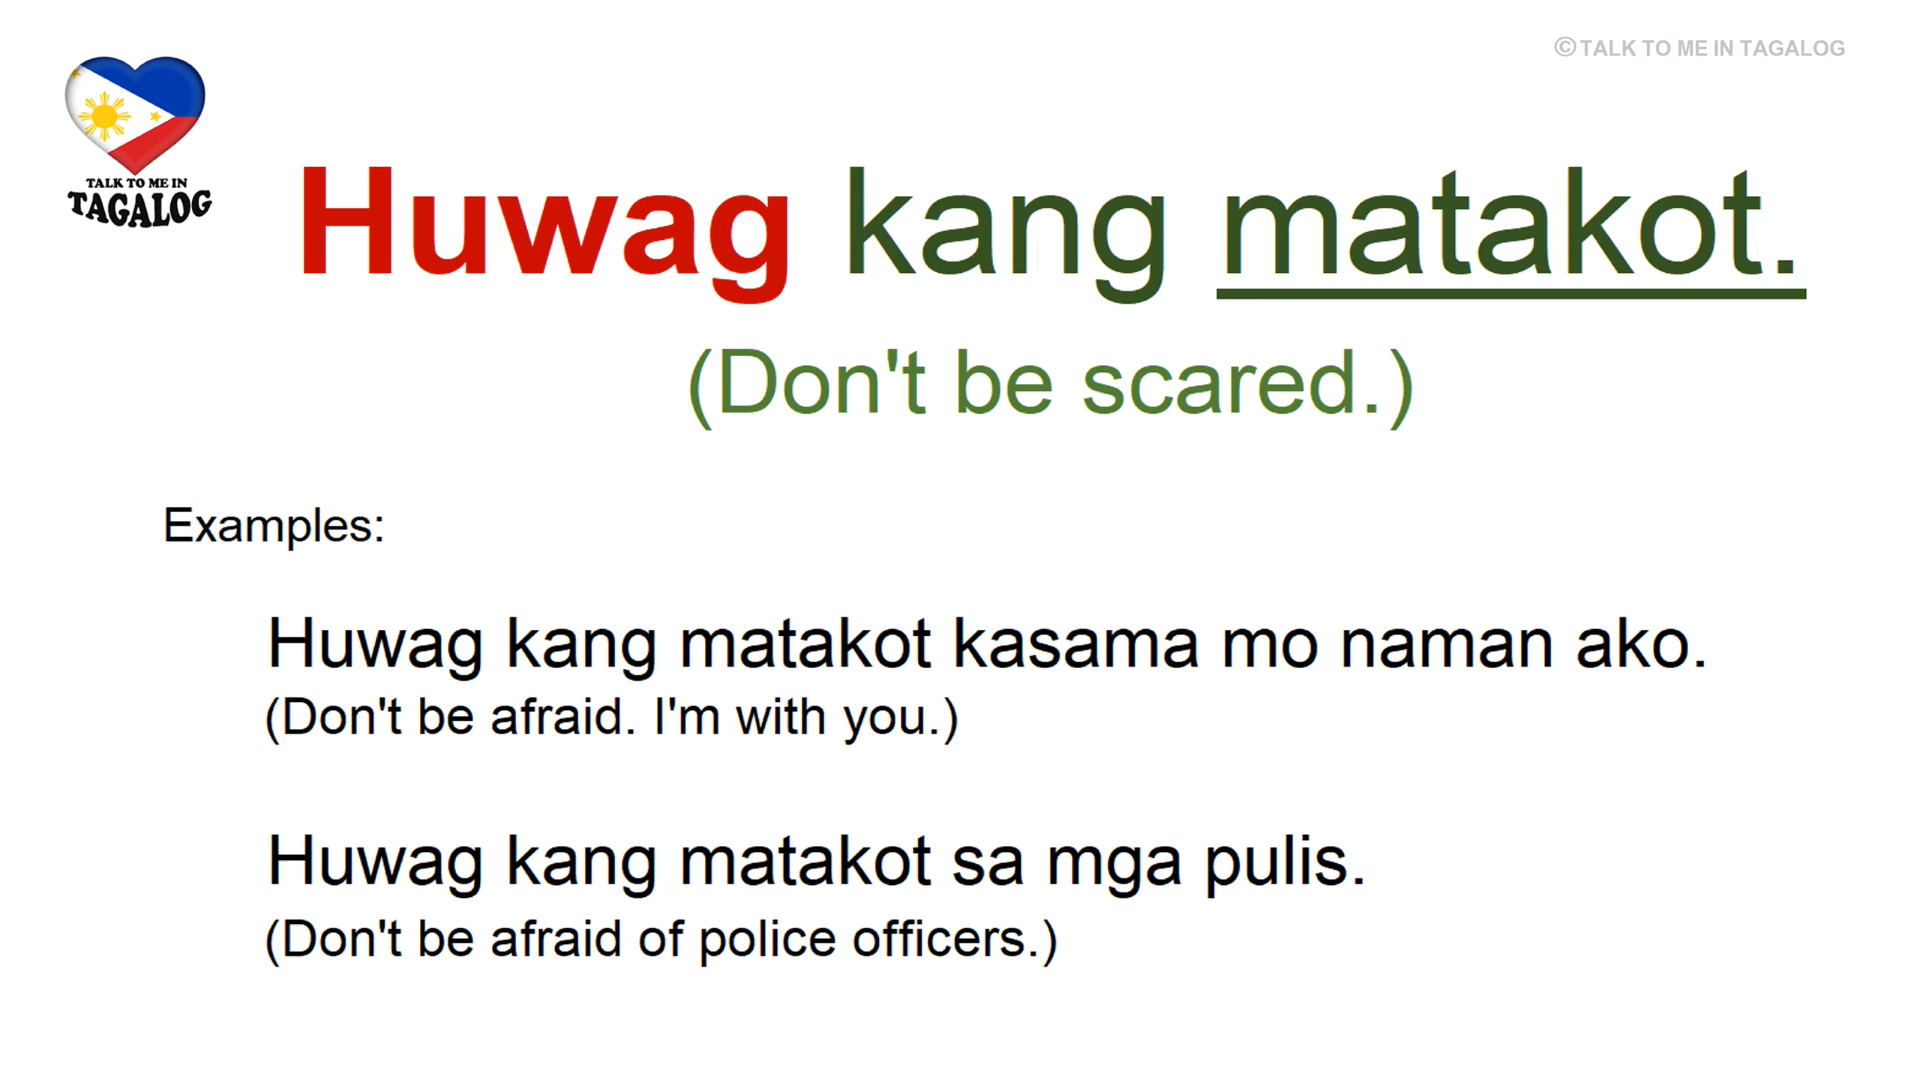 © TALK TO ME IN TAGALOG
TALK TO ME IN
TAGALOG
Huwag kang matakot.
(Don't be scared.)
Examples:
Huwag kang matakot kasama mo naman ako.
(Don't be afraid. I'm with you.)
Huwag kang matakot sa mga pulis.
(Don't be afraid of police officers.)